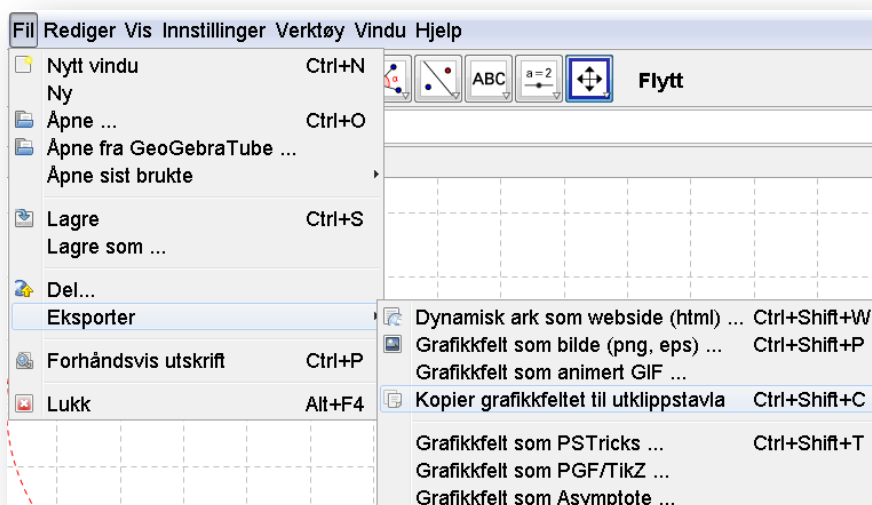 Fil Rediger Vis Innstillinger Verktøy Vindu Hjelp
Nytt vindu Ctrl+N
Ny
Åpne ... Ctrl+O
Åpne fra GeoGebraTube ...
Åpne sist brukte
Lagre Ctrl+S
Lagre som ...
Del...
Eksporter
Forhåndsvis utskrift Ctrl+P
Lukk Alt+F4
α
ABC
a=2
Flytt
Dynamisk ark som webside (html) ... Ctrl+Shift+W
Grafikkfelt som bilde (png, eps) ... Ctrl+Shift+P
Grafikkfelt som animert GIF ...
Kopier grafikkfeltet til utklippstavla Ctrl+Shift+C
Grafikkfelt som PSTricks ... Ctrl+Shift+T
Grafikkfelt som PGF/TikZ ...
Grafikkfelt som Asymptote ...